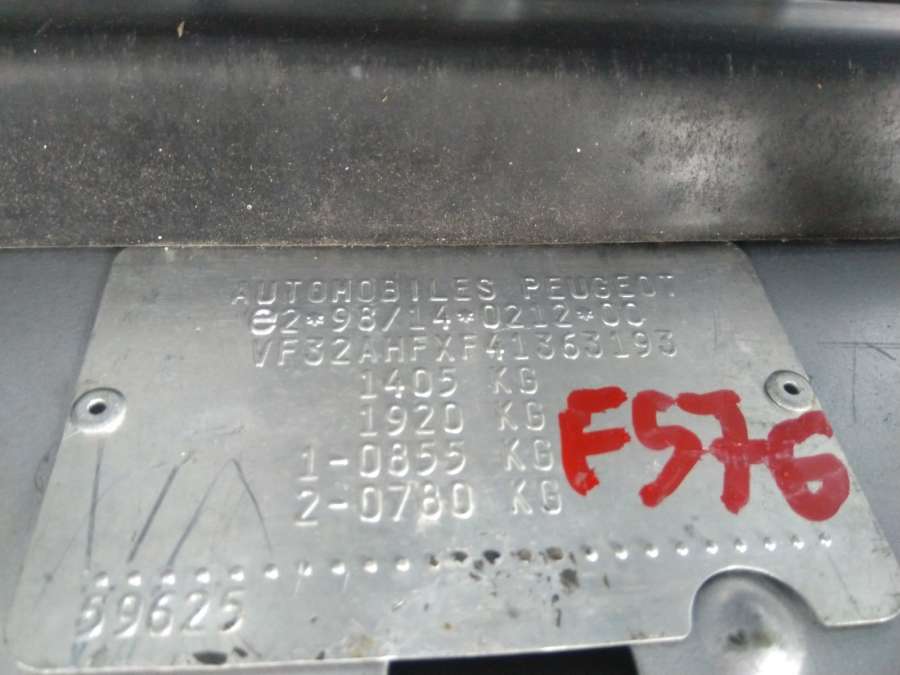 AUTOMOBILES PEUGEOT
e2*98/14*0212*00
VF32AHFXF41363193
1405 KG
1920 KG
1-0855 KG
2-0780 KG
F576
59625